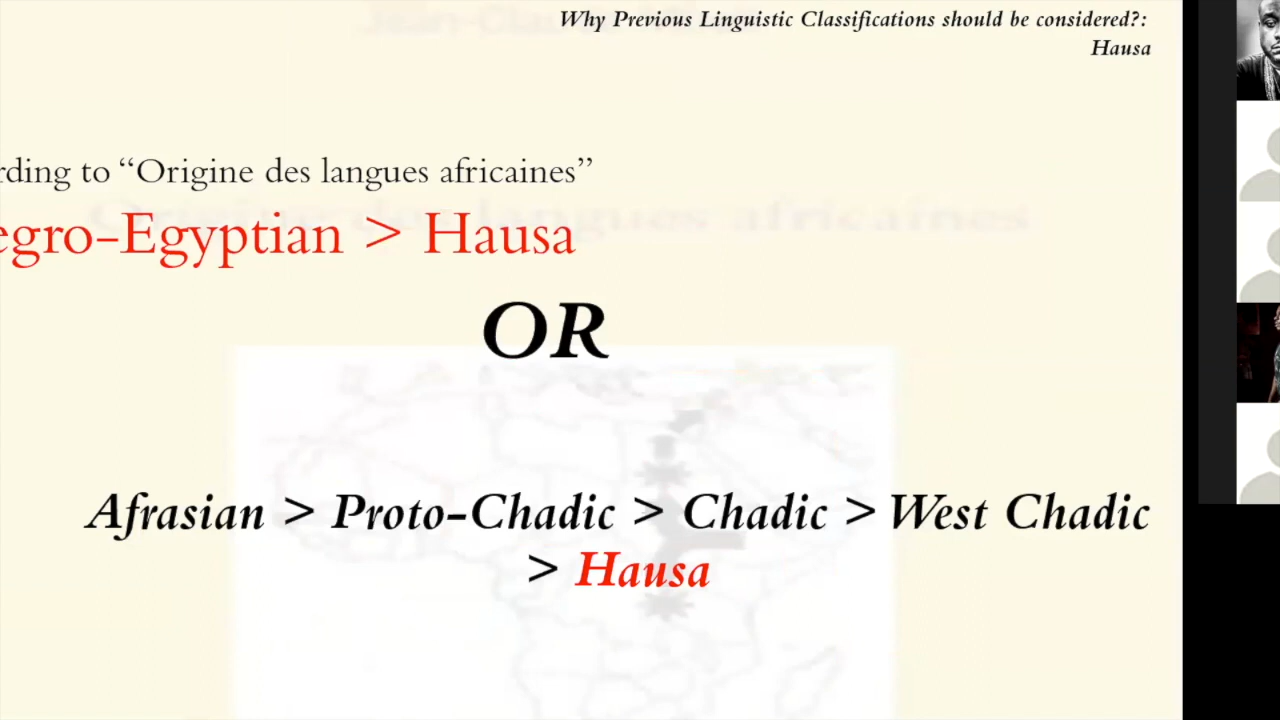 Why Previous Linguistic Classifications should be considered?:
Hausa
rding to “Origine des langues africaines”
egro-Egyptian > Hausa
OR
Afrasian > Proto-Chadic > Chadic > West Chadic
> Hausa